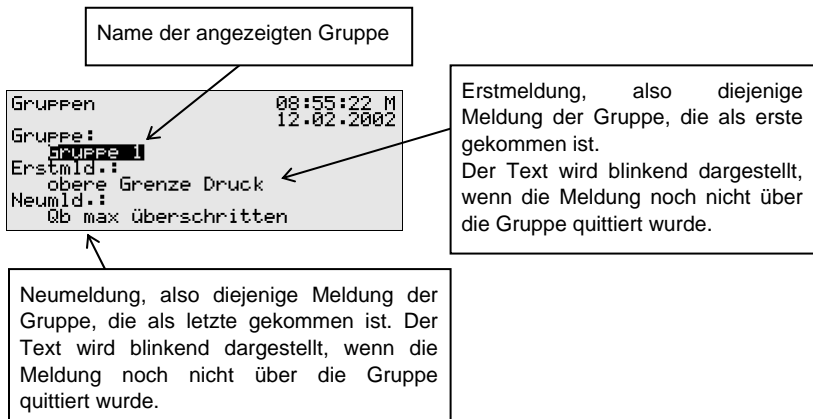 Name der angezeigten Gruppe
Gruppen 08:55:22 M
12.02.2002
Gruppe:
Gruppe 1
Erstmld.:
obere Grenze Druck
Neumld.:
Qb max überschritten
Erstmeldung, also diejenige
Meldung der Gruppe, die als erste
gekommen ist.
Der Text wird blinkend dargestellt,
wenn die Meldung noch nicht über
die Gruppe quittiert wurde.
Neumeldung, also diejenige Meldung der
Gruppe, die als letzte gekommen ist. Der
Text wird blinkend dargestellt, wenn die
Meldung noch nicht über die Gruppe
quittiert wurde.